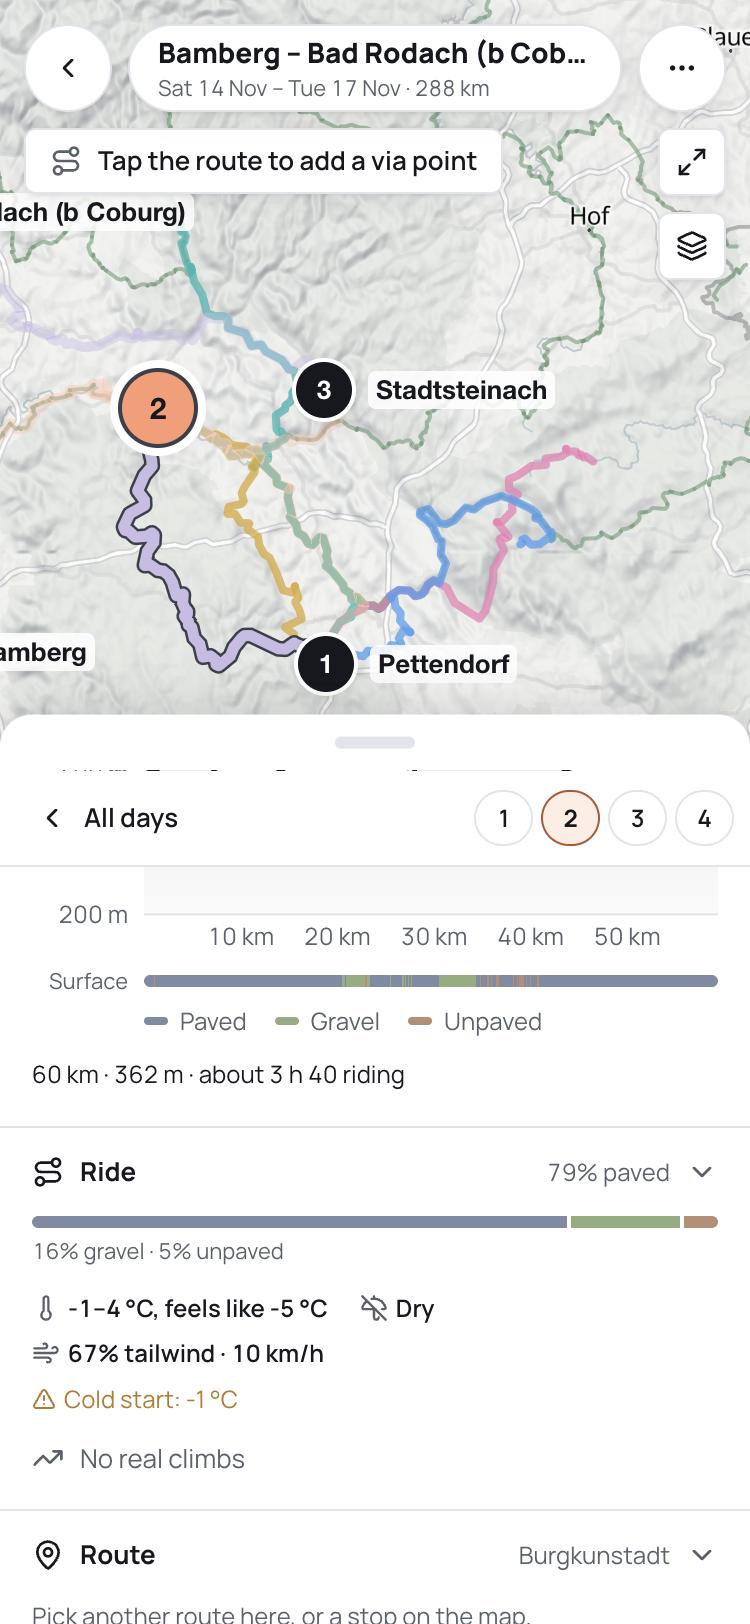 Bamberg – Bad Rodach (b Cob...
Sat 14 Nov – Tue 17 Nov · 288 km
Tap the route to add a via point
lach (b Coburg)
Hof
2
3
Stadtsteinach
amberg
1
Pettendorf
All days
1 2 3 4
200 m
10 km 20 km 30 km 40 km 50 km
Surface
Paved Gravel Unpaved
60 km · 362 m · about 3 h 40 riding
Ride
79% paved
16% gravel · 5% unpaved
-1–4 °C, feels like -5 °C Dry
67% tailwind · 10 km/h
Cold start: -1 °C
No real climbs
Route
Burgkunstadt
Pick another route here, or a stop on the map.